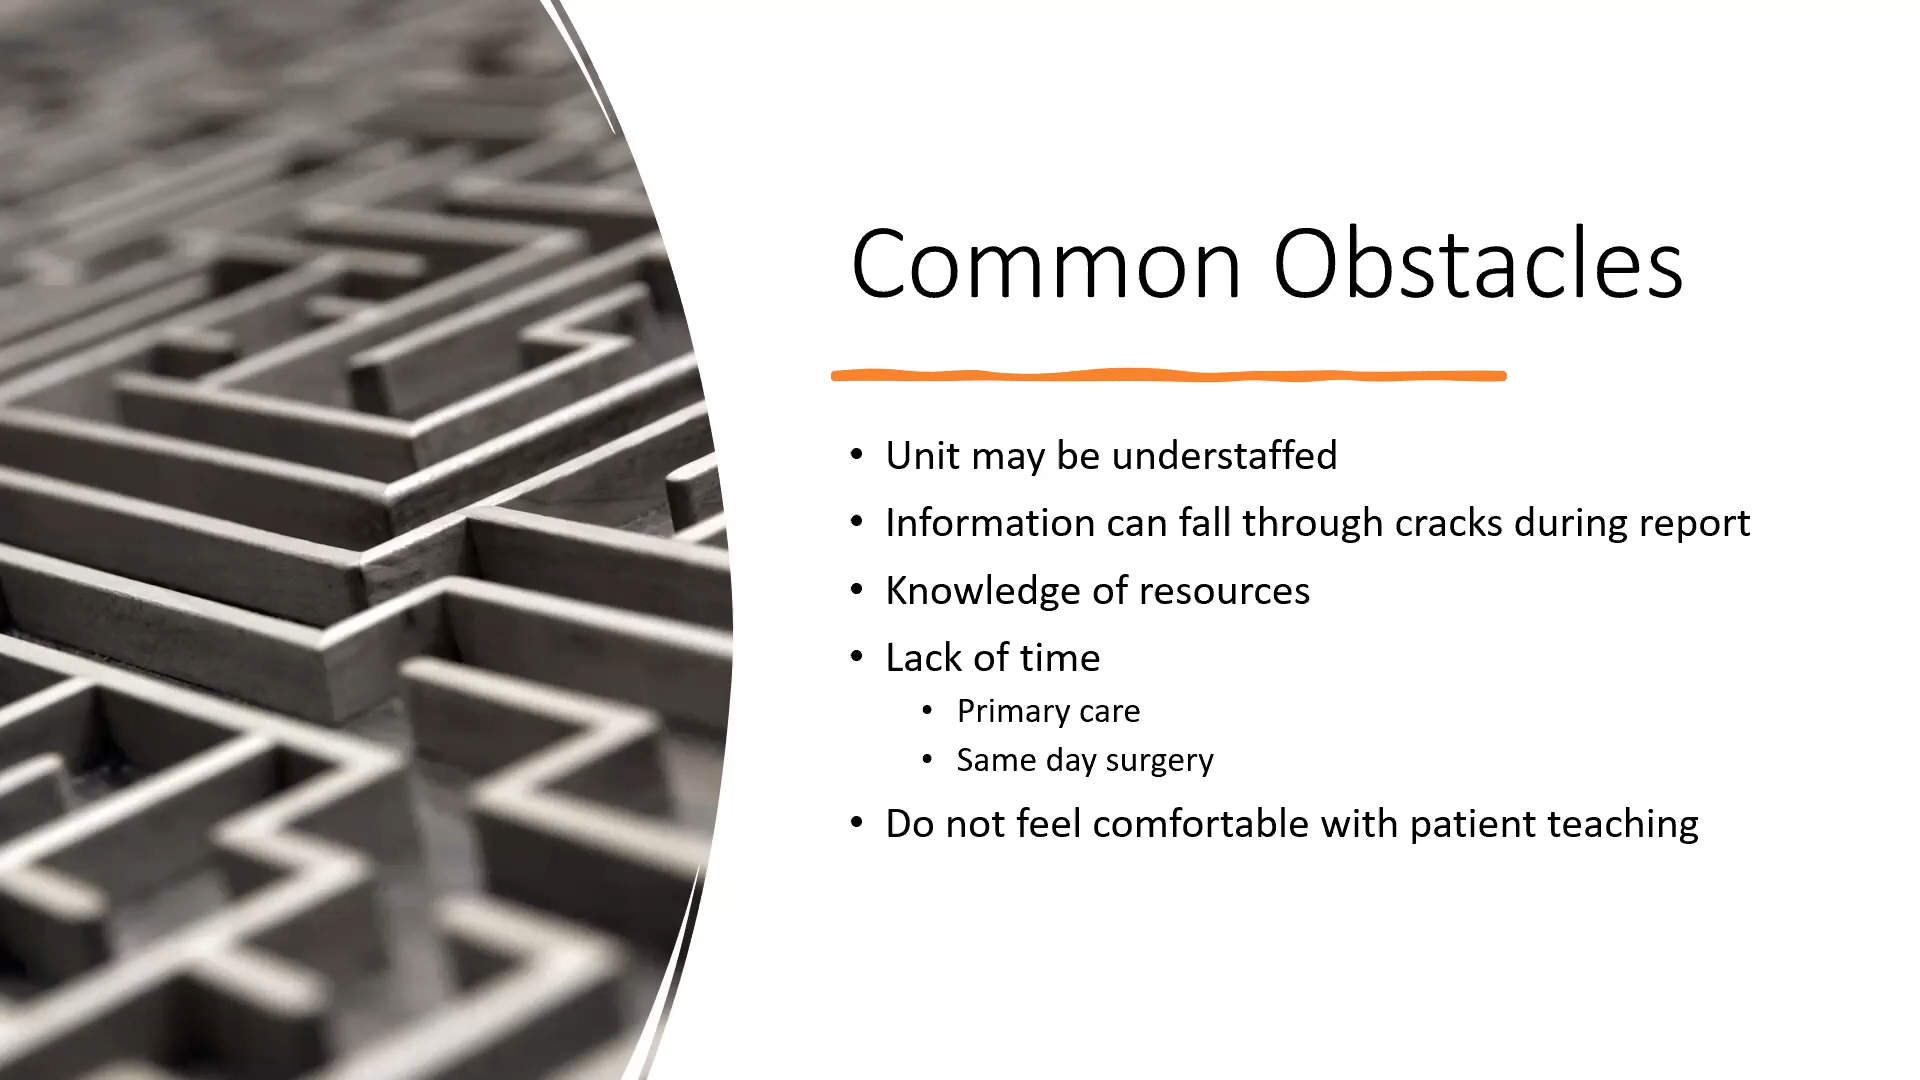 Common Obstacles
• Unit may be understaffed
• Information can fall through cracks during report
• Knowledge of resources
• Lack of time
• Primary care
• Same day surgery
• Do not feel comfortable with patient teaching